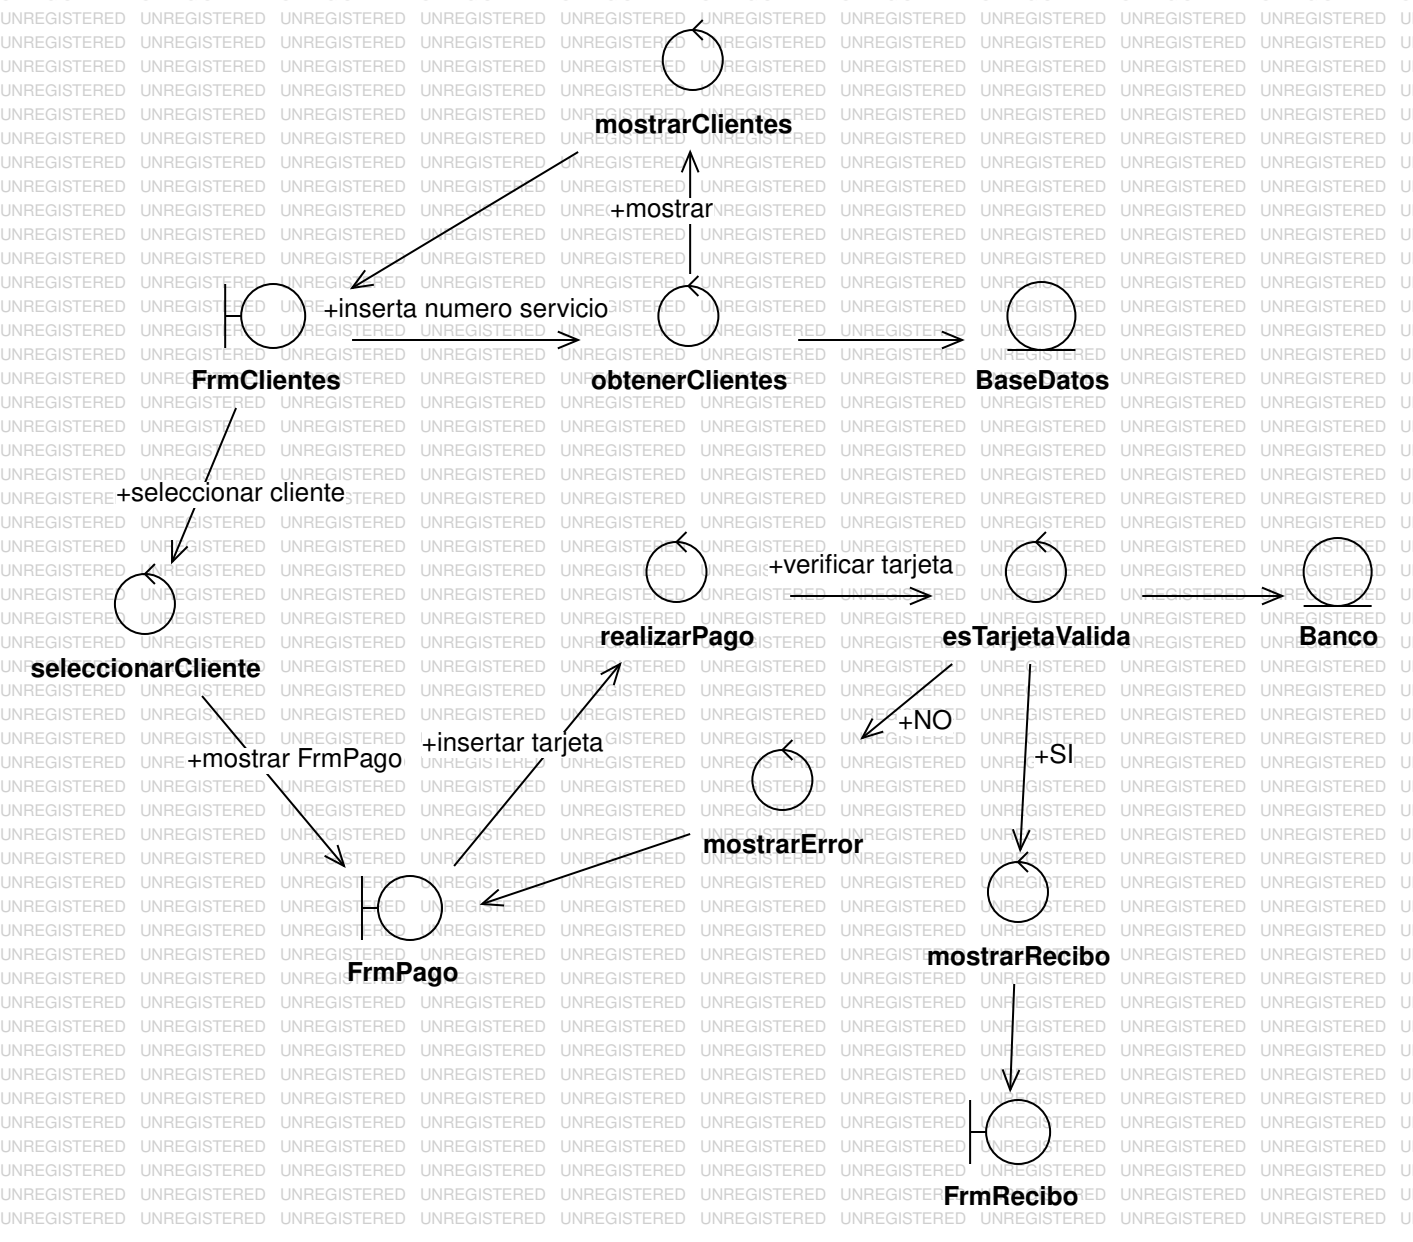 mostrarClientes
+mostrar
+inserta numero servicio
FrmClientes
obtenerClientes
BaseDatos
+seleccionar cliente
+verificar tarjeta
realizarPago
esTarjetaValida
Banco
seleccionarCliente
+NO
+insertar tarjeta
+SI
+mostrar FrmPago
mostrarError
mostrarRecibo
FrmPago
FrmRecibo
UNREGISTERED